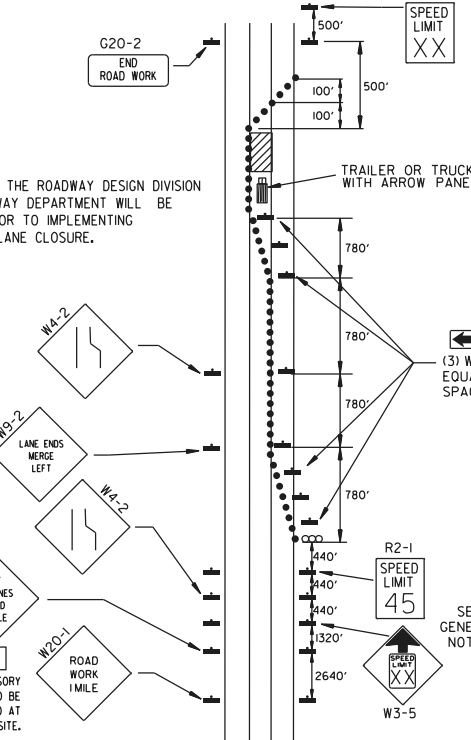 SPEED
LIMIT
XX
500'
G20-2
END
ROAD WORK
500'
100'
100'
THE ROADWAY DESIGN DIVISION
WAY DEPARTMENT WILL BE
OR TO IMPLEMENTING
LANE CLOSURE.
TRAILER OR TRUCK
WITH ARROW PANE
780'
780'
780'
780'
(3) W
EQUA
SPAC
W4-2
W9-2
LANE ENDS
MERGE
LEFT
W4-2
440'
440'
440'
1320'
2640'
R2-1
SPEED
LIMIT
45
SE
GENE
NOT
NES
D
LE
W20-1
ROAD
WORK
1 MILE
SORY
D BE
D AT
SITE.
SPEED
LIMIT
XX
W3-5